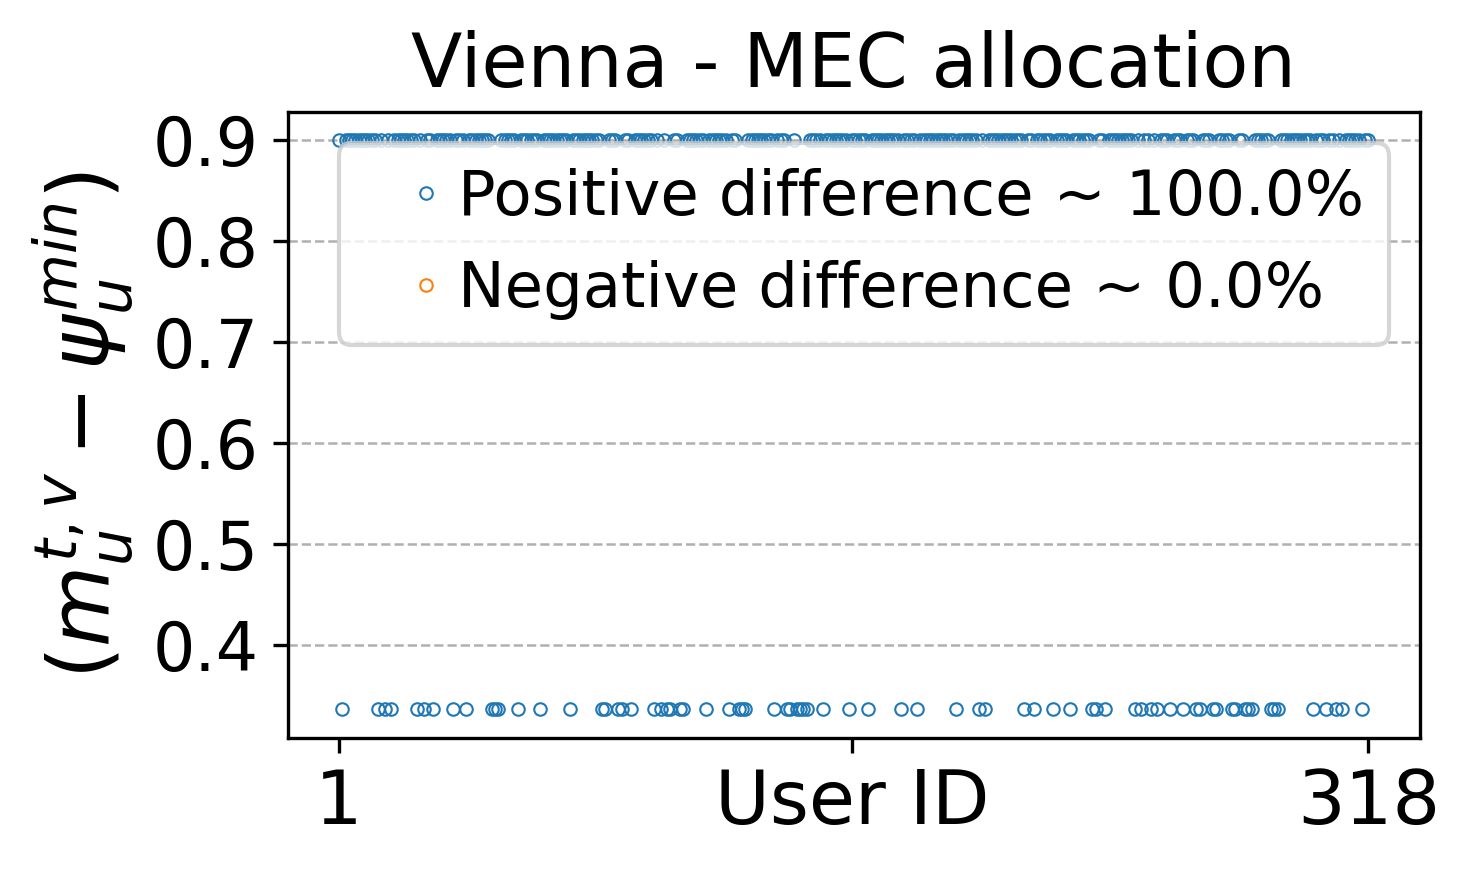 Vienna - MEC allocation
(m_u^{t,v} − ψ_u^{min})
0.9
0.8
0.7
0.6
0.5
0.4
Positive difference ~ 100.0%
Negative difference ~ 0.0%
1
User ID
318